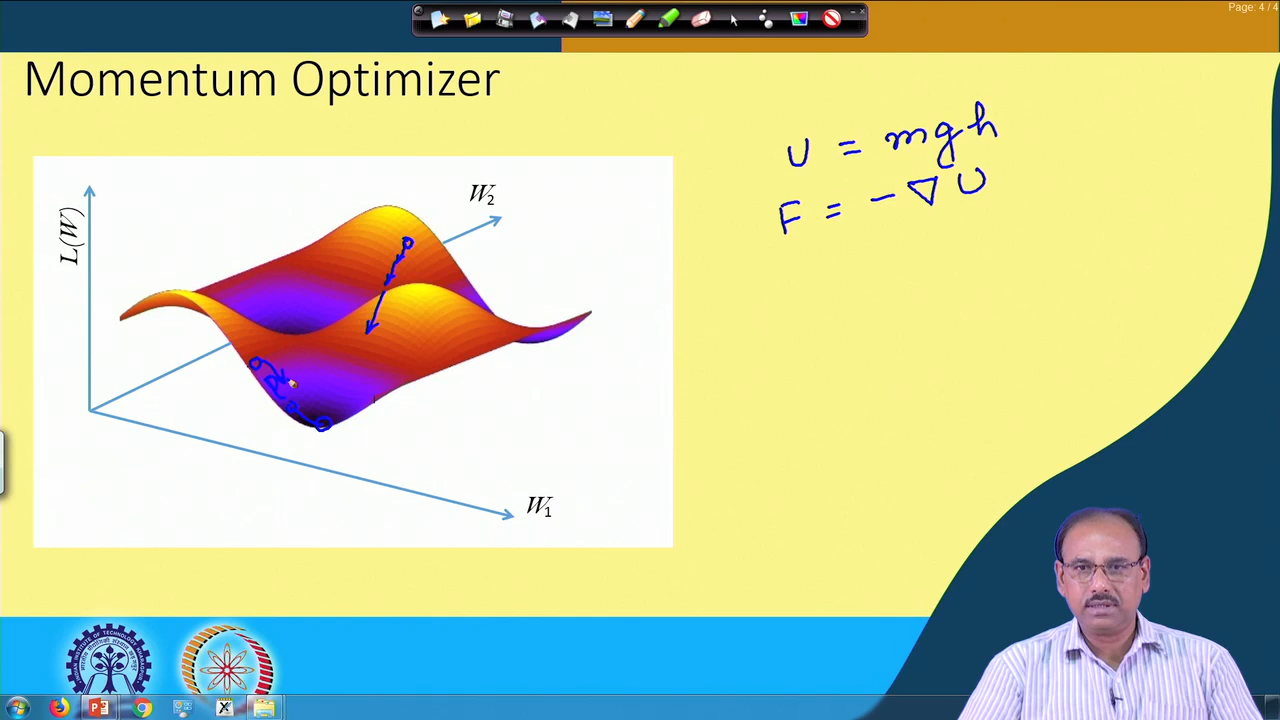 Page: 4 / 4
Momentum Optimizer
U = mgh
F = - ∇ U
W₂
L(W)
W₁